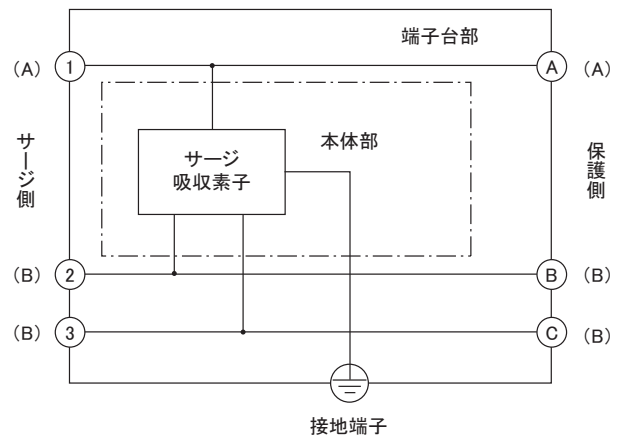 端子台部
(A) 1 A (A)
本体部
サージ
吸収素子
サージ側
保護側
(B) 2 B (B)
(B) 3 C (B)
接地端子